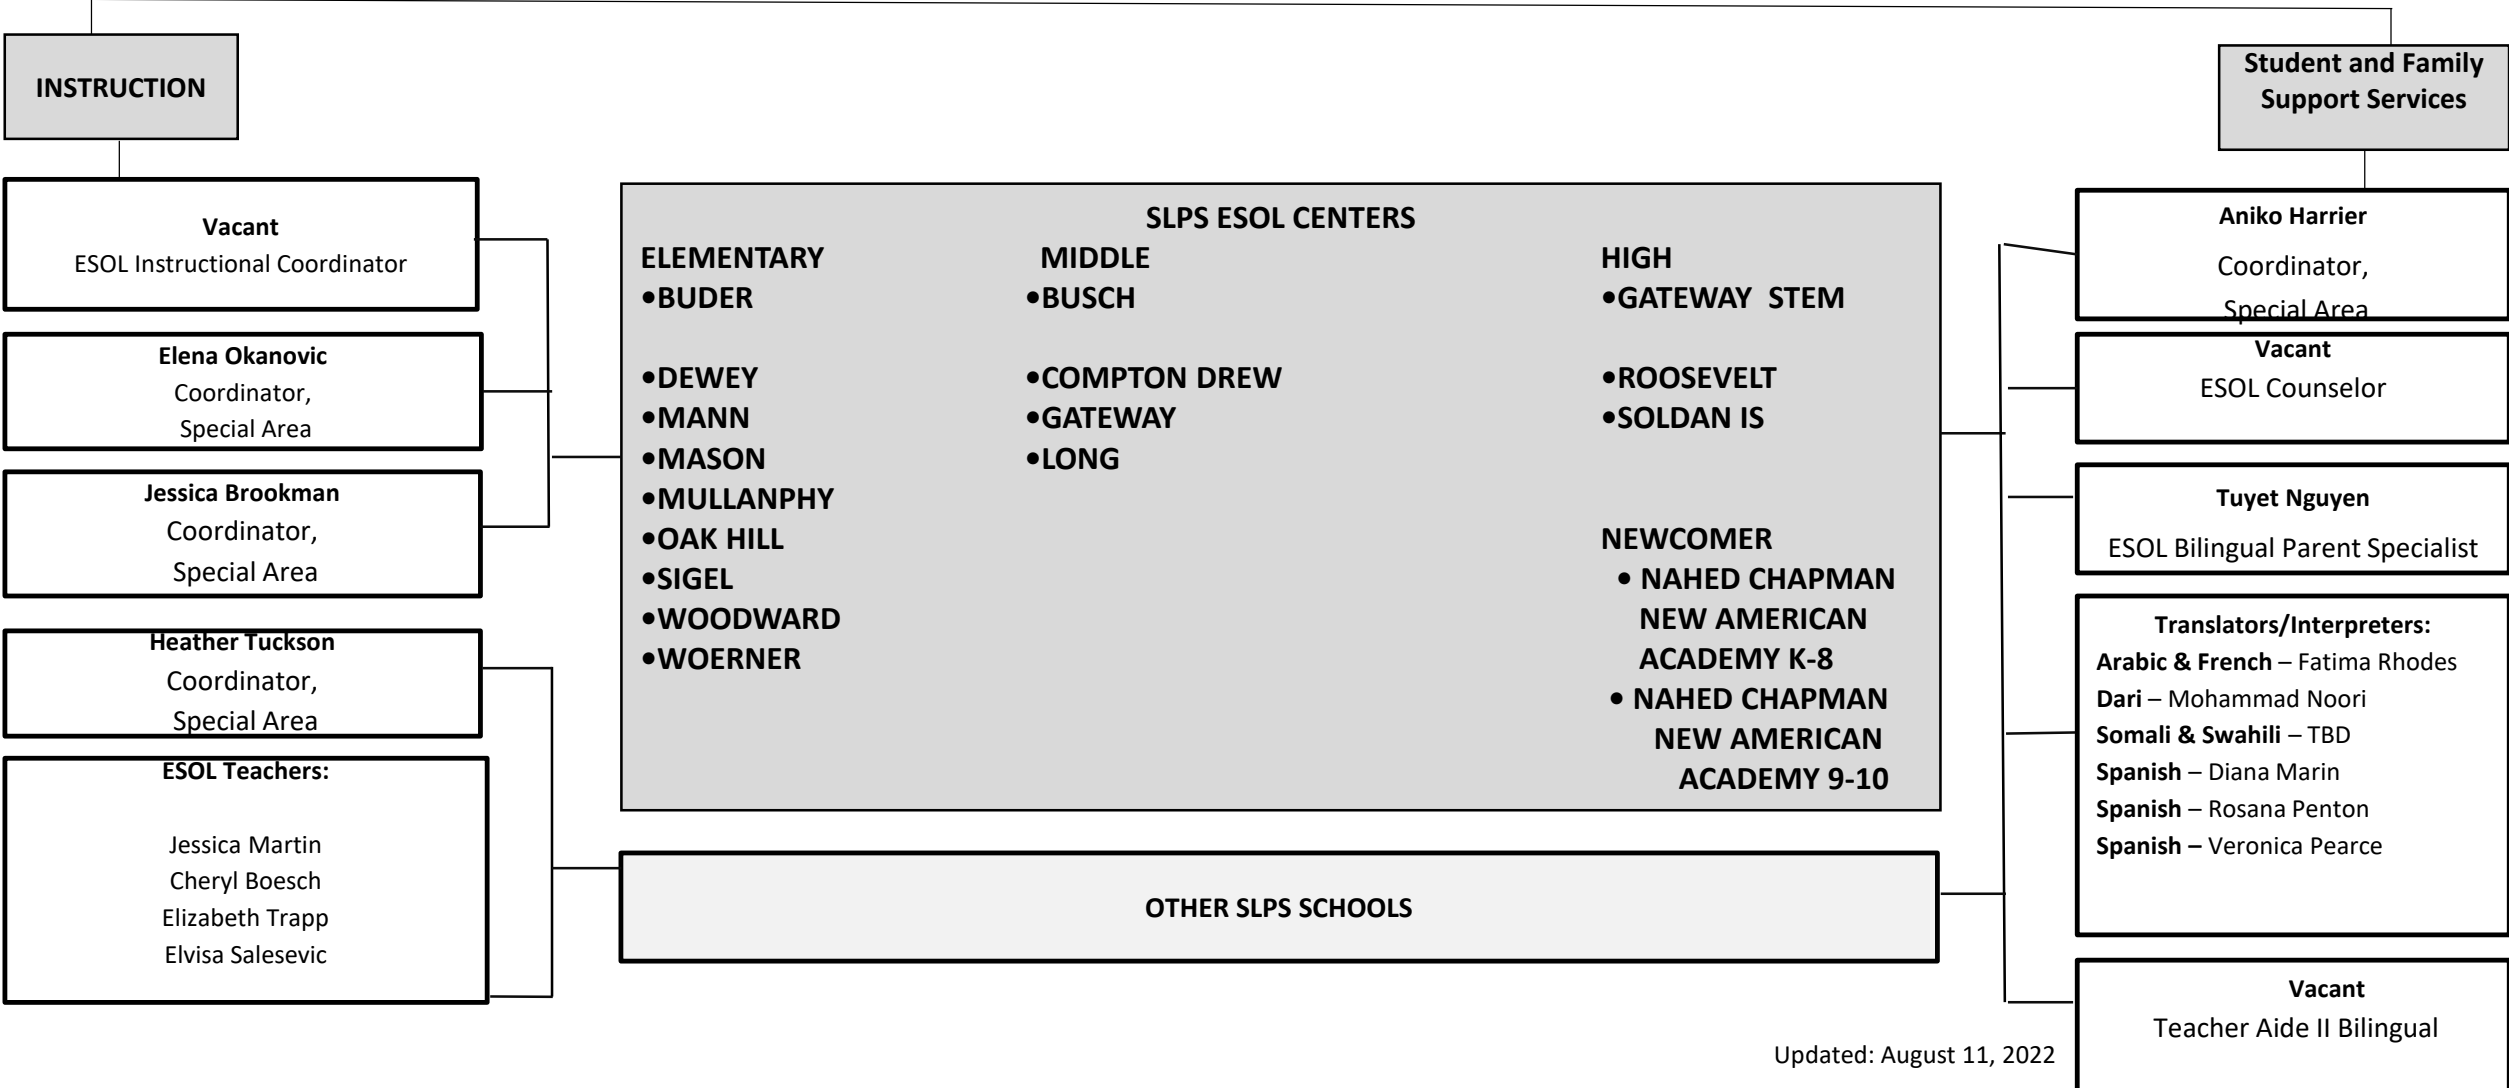 INSTRUCTION
Vacant
ESOL Instructional Coordinator
Elena Okanovic
Coordinator,
Special Area
Jessica Brookman
Coordinator,
Special Area
Heather Tuckson
Coordinator,
Special Area
ESOL Teachers:
Jessica Martin
Cheryl Boesch
Elizabeth Trapp
Elvisa Salesevic
SLPS ESOL CENTERS
ELEMENTARY
•BUDER
•DEWEY
•MANN
•MASON
•MULLANPHY
•OAK HILL
•SIGEL
•WOODWARD
•WOERNER
MIDDLE
•BUSCH
•COMPTON DREW
•GATEWAY
•LONG
HIGH
•GATEWAY STEM
•ROOSEVELT
•SOLDAN IS
NEWCOMER
• NAHED CHAPMAN
NEW AMERICAN
ACADEMY K-8
• NAHED CHAPMAN
NEW AMERICAN
ACADEMY 9-10
OTHER SLPS SCHOOLS
Student and Family
Support Services
Aniko Harrier
Coordinator,
Special Area
Vacant
ESOL Counselor
Tuyet Nguyen
ESOL Bilingual Parent Specialist
Translators/Interpreters:
Arabic & French – Fatima Rhodes
Dari – Mohammad Noori
Somali & Swahili – TBD
Spanish – Diana Marin
Spanish – Rosana Penton
Spanish – Veronica Pearce
Vacant
Teacher Aide II Bilingual
Updated: August 11, 2022